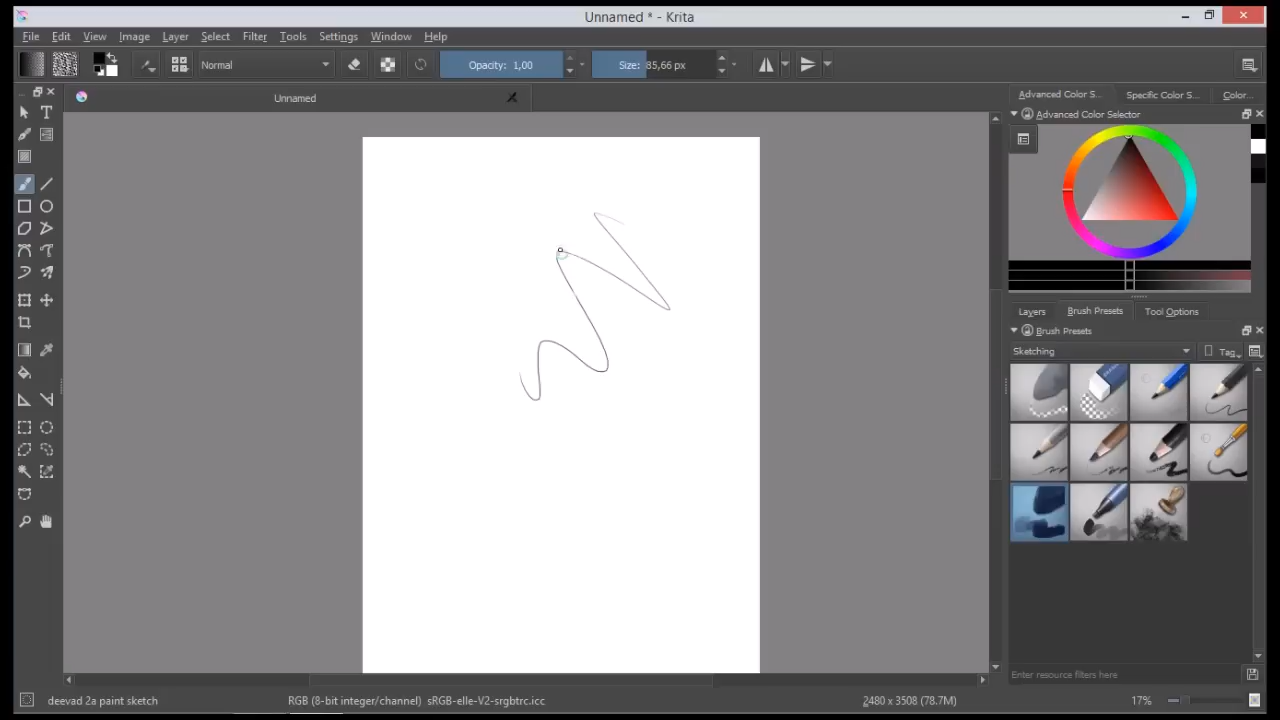 Unnamed * - Krita
File Edit View Image Layer Select Filter Tools Settings Window Help
Normal Opacity: 1,00 Size: 85,66 px
Unnamed
Advanced Color S... Specific Color S... Color...
Advanced Color Selector
Layers Brush Presets Tool Options
Brush Presets
Sketching Tag
Enter resource filters here
deevad 2a paint sketch RGB (8-bit integer/channel) sRGB-elle-V2-srgbtrc.icc 2480 x 3508 (78.7M) 17%